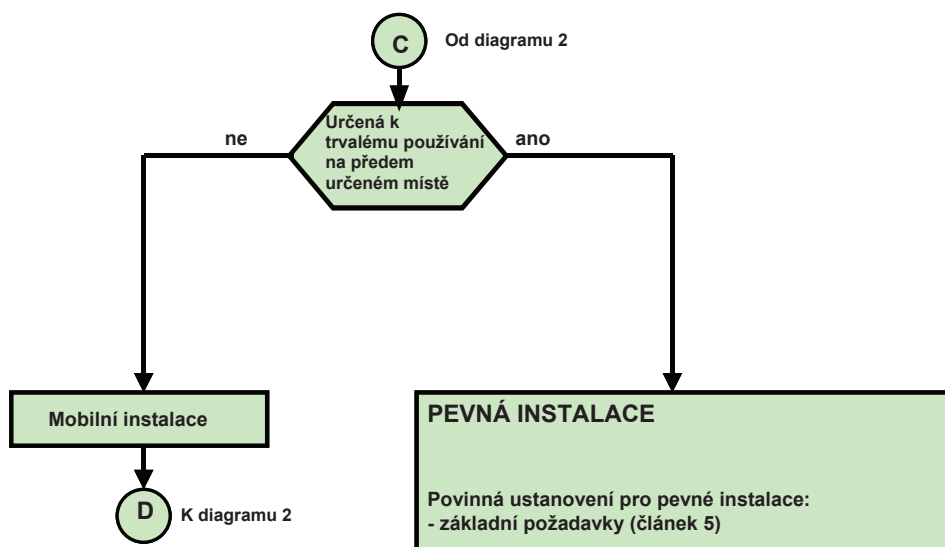 C
Od diagramu 2
Určená k
trvalému používání
na předem
určeném místě
ne
ano
Mobilní instalace
PEVNÁ INSTALACE
Povinná ustanovení pro pevné instalace:
- základní požadavky (článek 5)
D
K diagramu 2